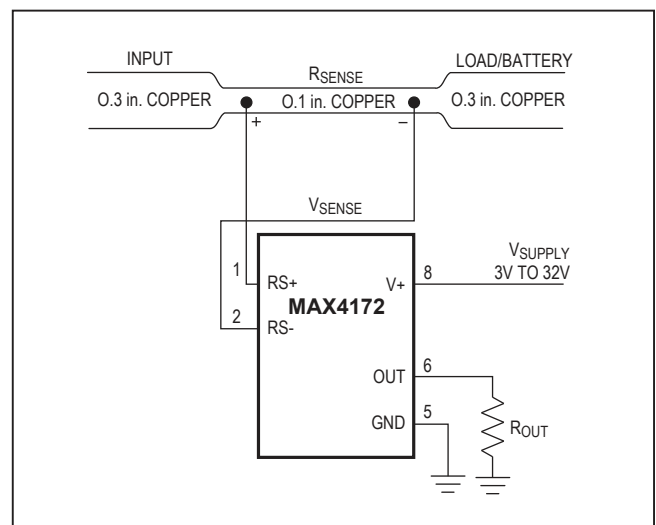 INPUT
RSENSE
LOAD/BATTERY
O.3 in. COPPER
O.1 in. COPPER
O.3 in. COPPER
+
–
VSENSE
VSUPPLY
3V TO 32V
1
RS+
V+
8
MAX4172
2
RS-
OUT
6
GND
5
ROUT